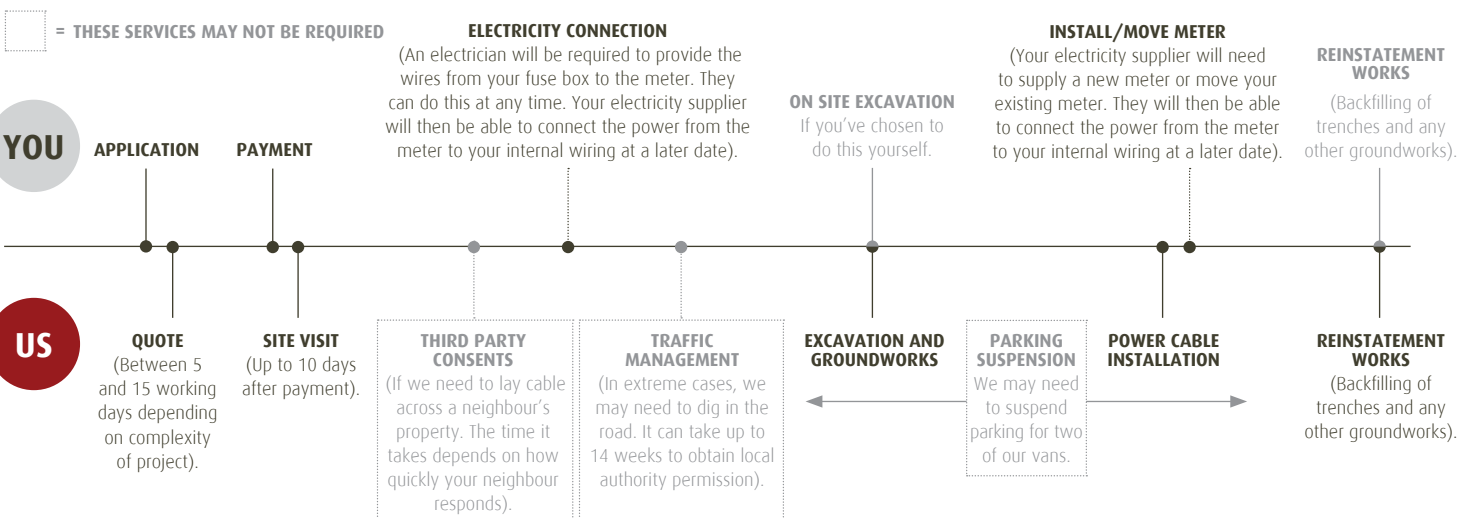 = THESE SERVICES MAY NOT BE REQUIRED
YOU
APPLICATION
PAYMENT
ELECTRICITY CONNECTION
(An electrician will be required to provide the
wires from your fuse box to the meter. They
can do this at any time. Your electricity supplier
will then be able to connect the power from the
meter to your internal wiring at a later date).
ON SITE EXCAVATION
If you've chosen to
do this yourself.
INSTALL/MOVE METER
(Your electricity supplier will need
to supply a new meter or move your
existing meter. They will then be able
to connect the power from the meter
to your internal wiring at a later date).
REINSTATEMENT
WORKS
(Backfilling of
trenches and any
other groundworks).
US
QUOTE
(Between 5
and 15 working
days depending
on complexity
of project).
SITE VISIT
(Up to 10 days
after payment).
THIRD PARTY
CONSENTS
(If we need to lay cable
across a neighbour's
property. The time it
takes depends on how
quickly your neighbour
responds).
TRAFFIC
MANAGEMENT
(In extreme cases, we
may need to dig in the
road. It can take up to
14 weeks to obtain local
authority permission).
EXCAVATION AND
GROUNDWORKS
PARKING
SUSPENSION
We may need
to suspend
parking for two
of our vans.
POWER CABLE
INSTALLATION
REINSTATEMENT
WORKS
(Backfilling of
trenches and any
other groundworks).